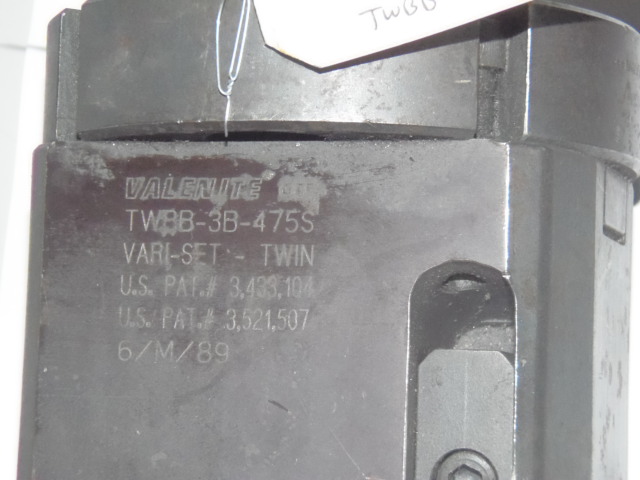 TWBB
VALENITE
TWBB-3B-475S
VARI-SET - TWIN
U.S. PAT.# 3,433,104
U.S. PAT.# 3,521,507
6/M/89